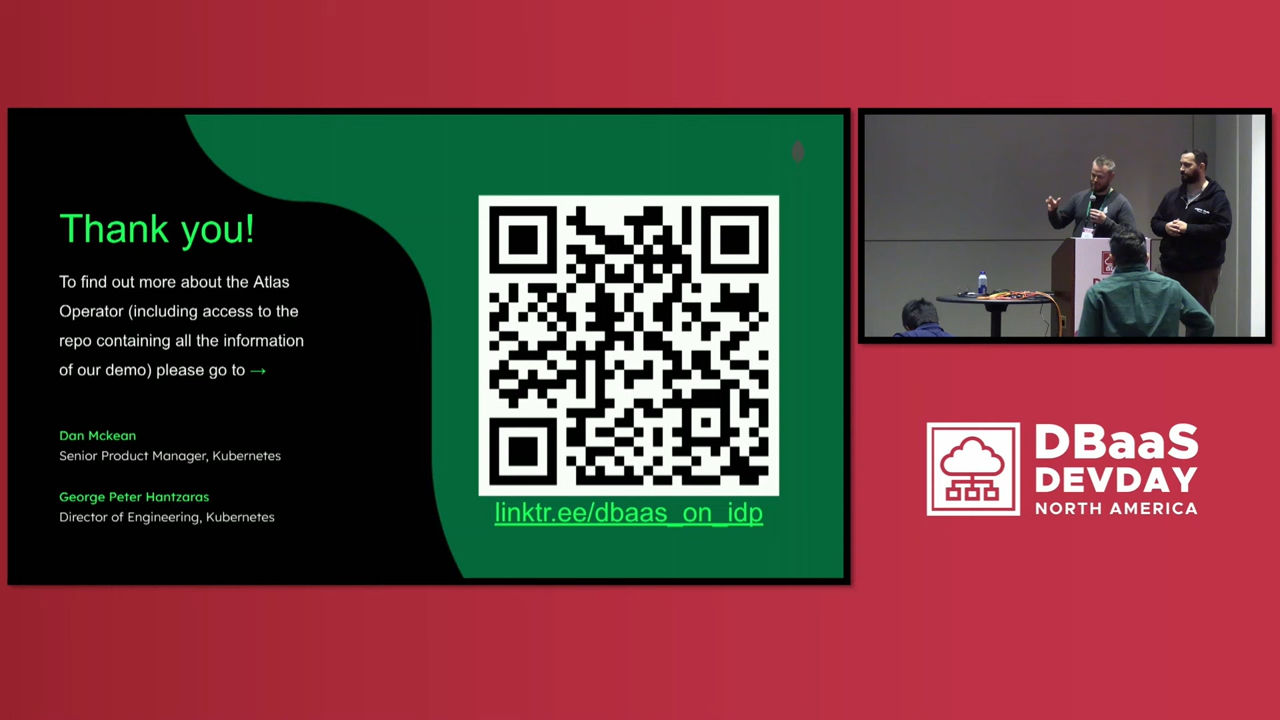 Thank you!
To find out more about the Atlas
Operator (including access to the
repo containing all the information
of our demo) please go to →
Dan Mckean
Senior Product Manager, Kubernetes
George Peter Hantzaras
Director of Engineering, Kubernetes
linktr.ee/dbaas_on_idp
DBaaS
DEVDAY
NORTH AMERICA